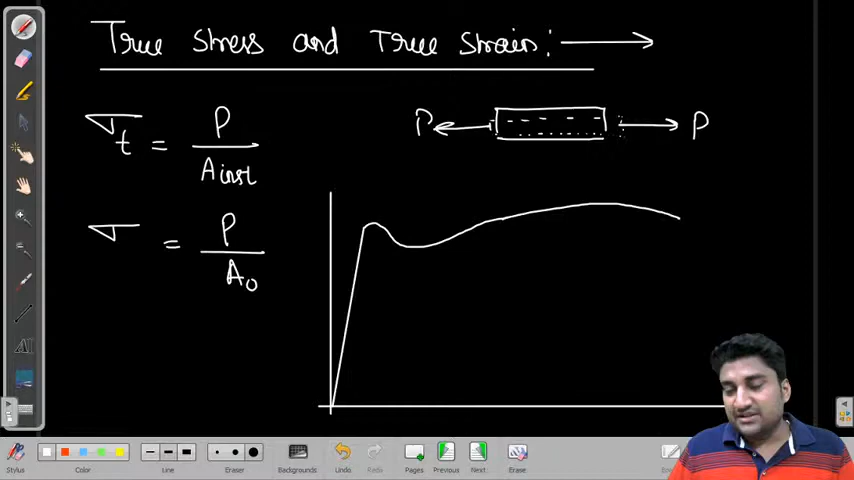 True Stress and True Strain:
P P
σt = P / Ainst
σ = P / A0
AI
Stylus Color Line Eraser Backgrounds Undo Redo Pages Previous Next Erase